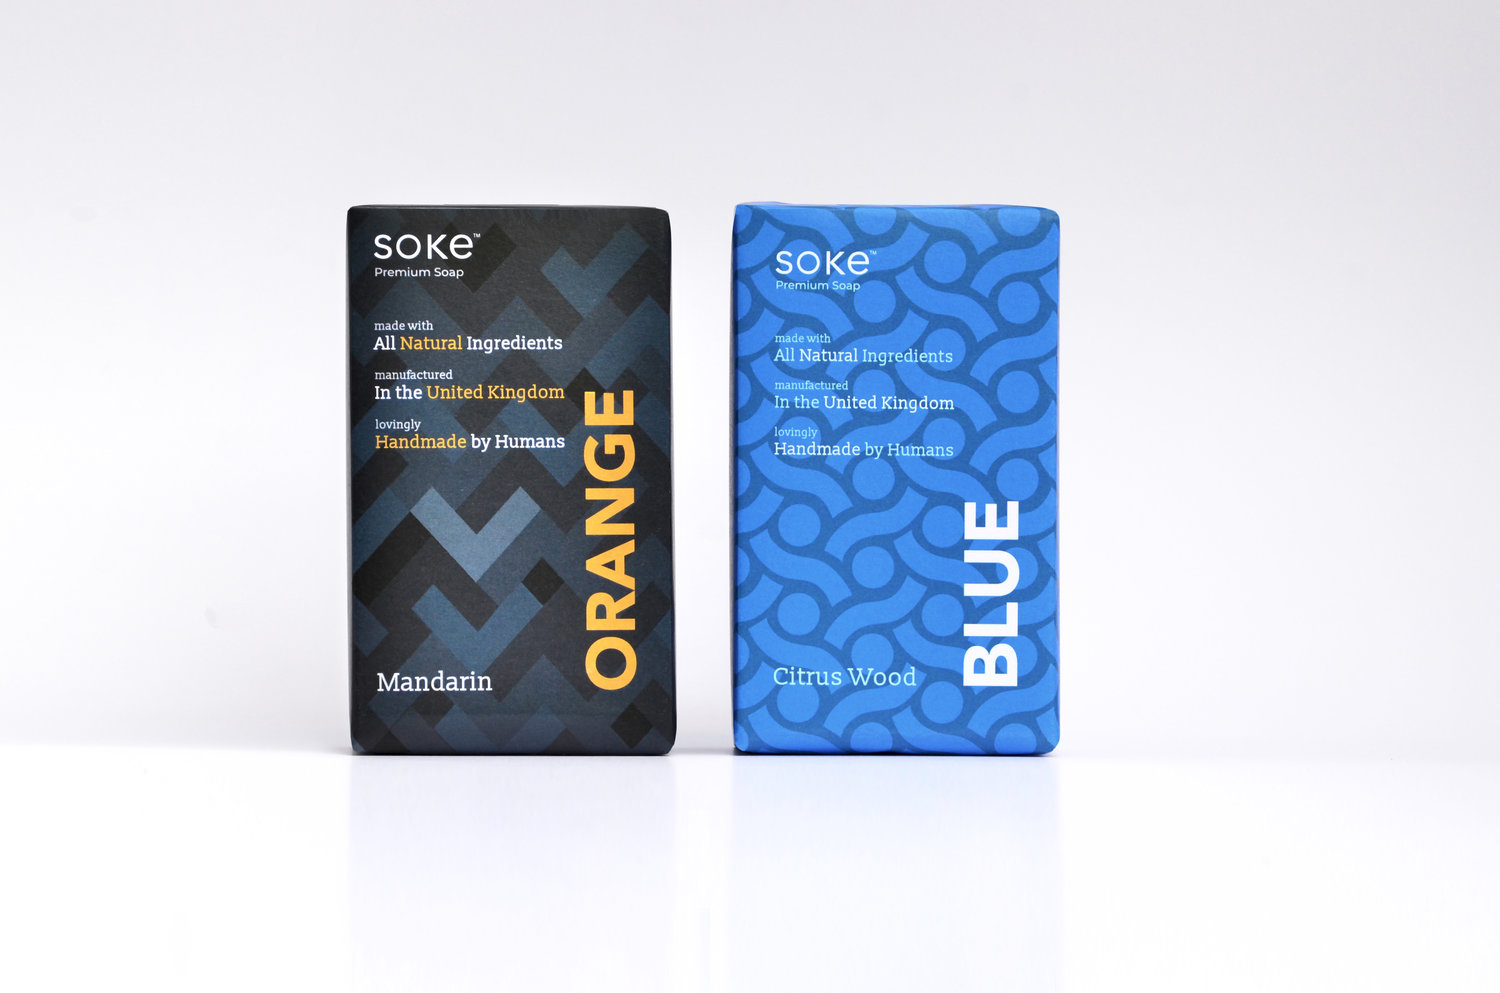 soke™
Premium Soap
made with
All Natural Ingredients
manufactured
In the United Kingdom
lovingly
Handmade by Humans
ORANGE
Mandarin
soke™
Premium Soap
made with
All Natural Ingredients
manufactured
In the United Kingdom
lovingly
Handmade by Humans
BLUE
Citrus Wood